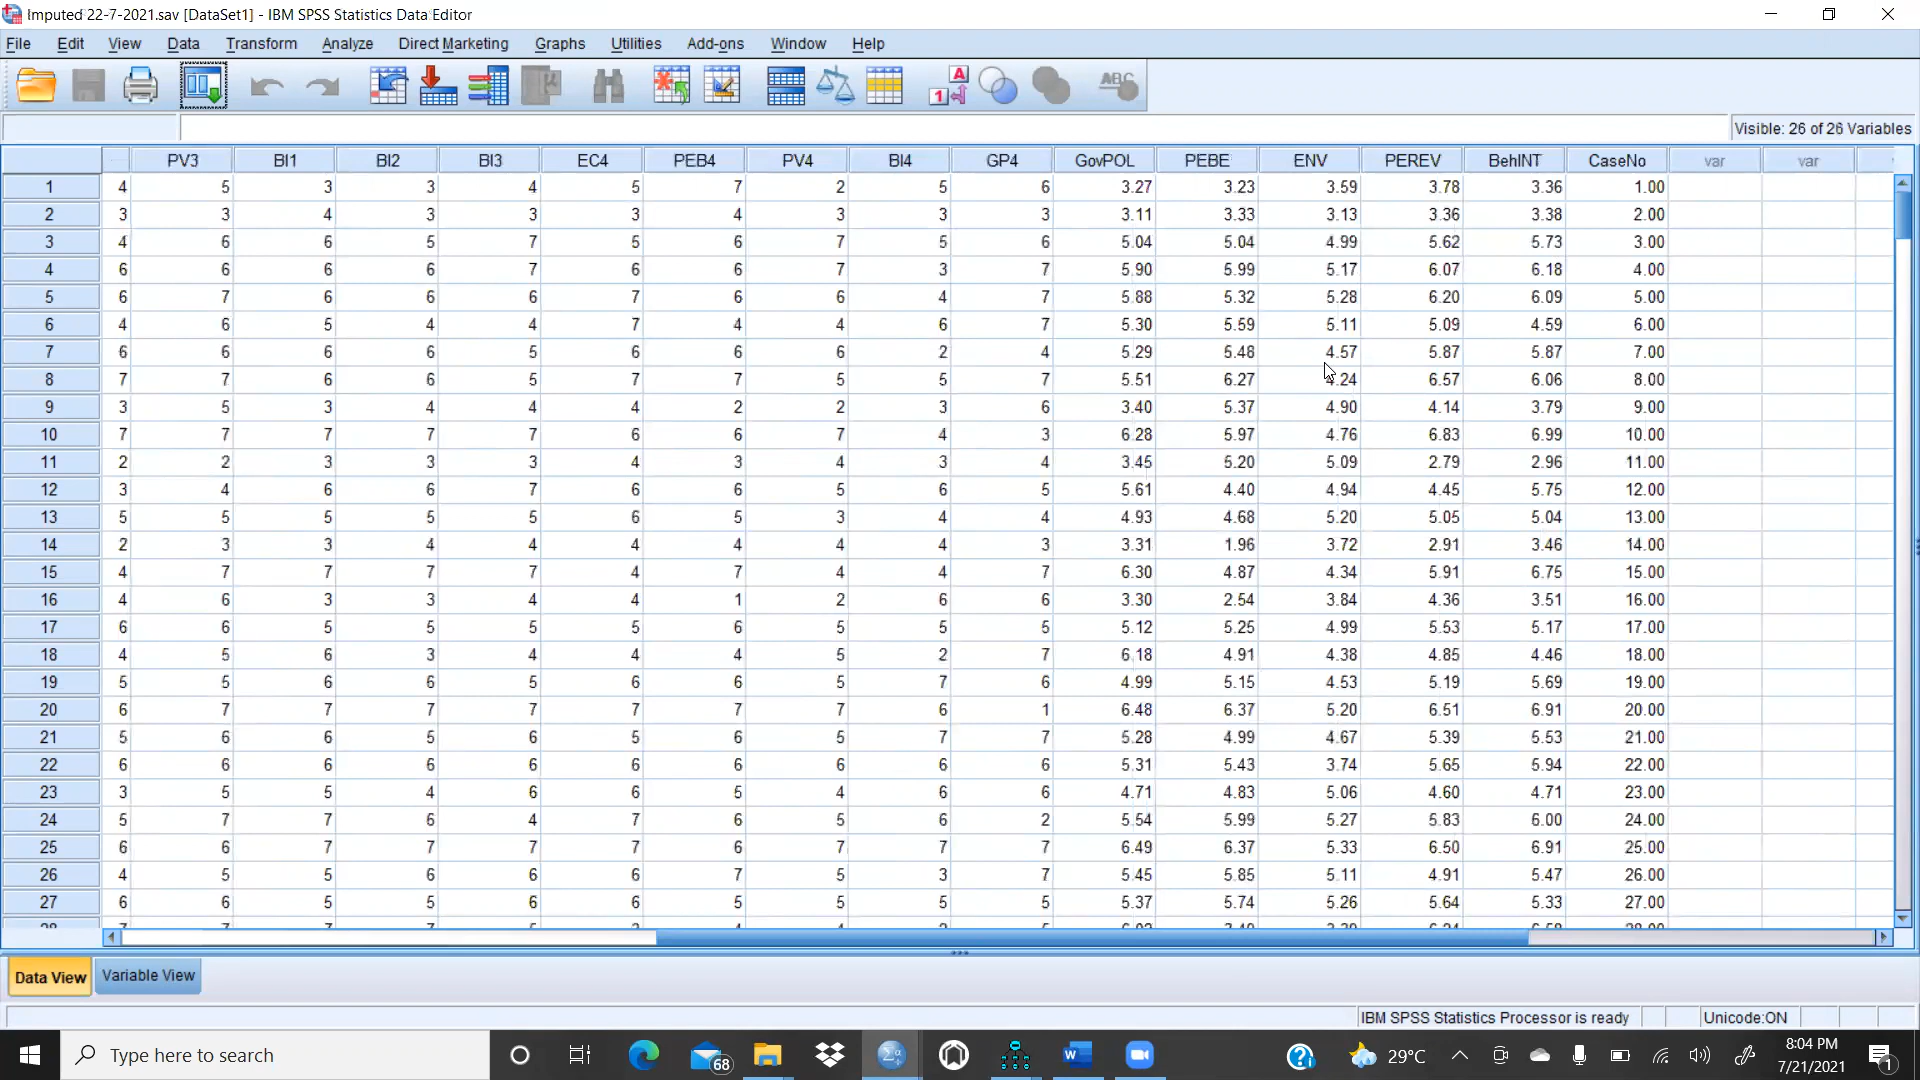 Imputed 22-7-2021.sav [DataSet1] - IBM SPSS Statistics Data Editor
File Edit View Data Transform Analyze Direct Marketing Graphs Utilities Add-ons Window Help
A
1
ABC
Visible: 26 of 26 Variables
PV3 BI1 BI2 BI3 EC4 PEB4 PV4 BI4 GP4 GovPOL PEBE ENV PEREV BehINT CaseNo var var
1 4 5 3 3 4 5 7 2 5 6 3.27 3.23 3.59 3.78 3.36 1.00
2 3 3 4 3 3 3 4 3 3 3 3.11 3.33 3.13 3.36 3.38 2.00
3 4 6 6 5 7 5 6 7 5 6 5.04 5.04 4.99 5.62 5.73 3.00
4 6 6 6 6 7 6 6 7 3 7 5.90 5.99 5.17 6.07 6.18 4.00
5 6 7 6 6 6 7 6 6 4 7 5.88 5.32 5.28 6.20 6.09 5.00
6 4 6 5 4 4 7 4 4 6 7 5.30 5.59 5.11 5.09 4.59 6.00
7 6 6 6 6 5 6 6 6 2 4 5.29 5.48 4.57 5.87 5.87 7.00
8 7 7 6 6 5 7 7 5 5 7 5.51 6.27 4.24 6.57 6.06 8.00
9 3 5 3 4 4 4 2 2 3 6 3.40 5.37 4.90 4.14 3.79 9.00
10 7 7 7 7 7 6 6 7 4 3 6.28 5.97 4.76 6.83 6.99 10.00
11 2 2 3 3 3 4 3 4 3 4 3.45 5.20 5.09 2.79 2.96 11.00
12 3 4 6 6 7 6 6 5 6 5 5.61 4.40 4.94 4.45 5.75 12.00
13 5 5 5 5 5 6 5 3 4 4 4.93 4.68 5.20 5.05 5.04 13.00
14 2 3 3 4 4 4 4 4 4 3 3.31 1.96 3.72 2.91 3.46 14.00
15 4 7 7 7 7 4 7 4 4 7 6.30 4.87 4.34 5.91 6.75 15.00
16 4 6 3 3 4 4 1 2 6 6 3.30 2.54 3.84 4.36 3.51 16.00
17 6 6 5 5 5 5 6 5 5 5 5.12 5.25 4.99 5.53 5.17 17.00
18 4 5 6 3 4 4 4 5 2 7 6.18 4.91 4.38 4.85 4.46 18.00
19 5 5 6 6 5 6 6 5 7 6 4.99 5.15 4.53 5.19 5.69 19.00
20 6 7 7 7 7 7 7 7 6 1 6.48 6.37 5.20 6.51 6.91 20.00
21 5 6 6 5 6 5 6 5 7 7 5.28 4.99 4.67 5.39 5.53 21.00
22 6 6 6 6 6 6 6 6 6 6 5.31 5.43 3.74 5.65 5.94 22.00
23 3 5 5 4 6 6 5 4 6 6 4.71 4.83 5.06 4.60 4.71 23.00
24 5 7 7 6 4 7 6 5 6 2 5.54 5.99 5.27 5.83 6.00 24.00
25 6 6 7 7 7 7 6 7 7 7 6.49 6.37 5.33 6.50 6.91 25.00
26 4 5 5 6 6 6 7 5 3 7 5.45 5.85 5.11 4.91 5.47 26.00
27 6 6 5 5 6 6 5 5 5 5 5.37 5.74 5.26 5.64 5.33 27.00
Data View Variable View
IBM SPSS Statistics Processor is ready Unicode:ON
Type here to search
68
29°C
8:04 PM
7/21/2021
1